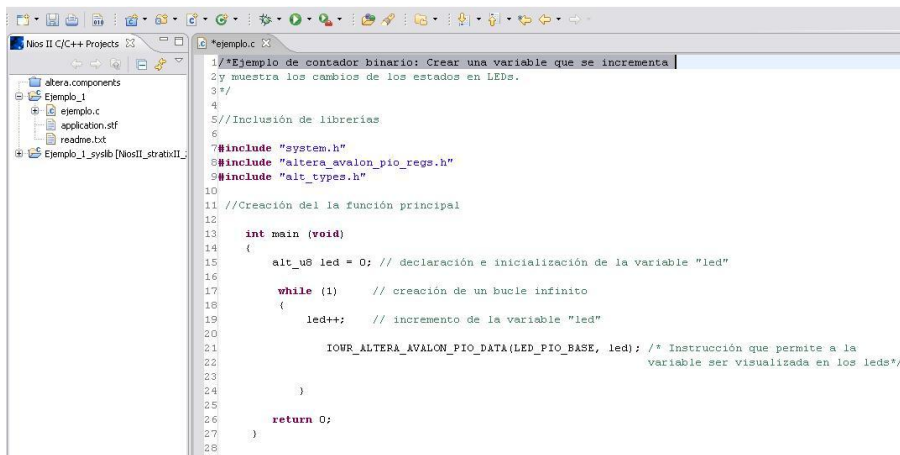 Nios II C/C++ Projects
altera.components
Ejemplo_1
ejemplo.c
application.stf
readme.txt
Ejemplo_1_syslib [NiosII_stratixII_
*ejemplo.c
1 /*Ejemplo de contador binario: Crear una variable que se incrementa
2 y muestra los cambios de los estados en LEDs.
3 */
4
5 //Inclusión de librerías
6
7 #include "system.h"
8 #include "altera_avalon_pio_regs.h"
9 #include "alt_types.h"
10
11 //Creación del la función principal
12
13 int main (void)
14 {
15 alt_u8 led = 0; // declaración e inicialización de la variable "led"
16
17 while (1) // creación de un bucle infinito
18 {
19 led++; // incremento de la variable "led"
20
21 IOWR_ALTERA_AVALON_PIO_DATA(LED_PIO_BASE, led); /* Instrucción que permite a la
22 variable ser visualizada en los leds*/
23
24 }
25
26 return 0;
27 }
28